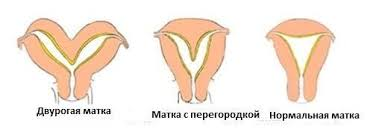 Двурогая матка
Матка с перегородкой
Нормальная матка